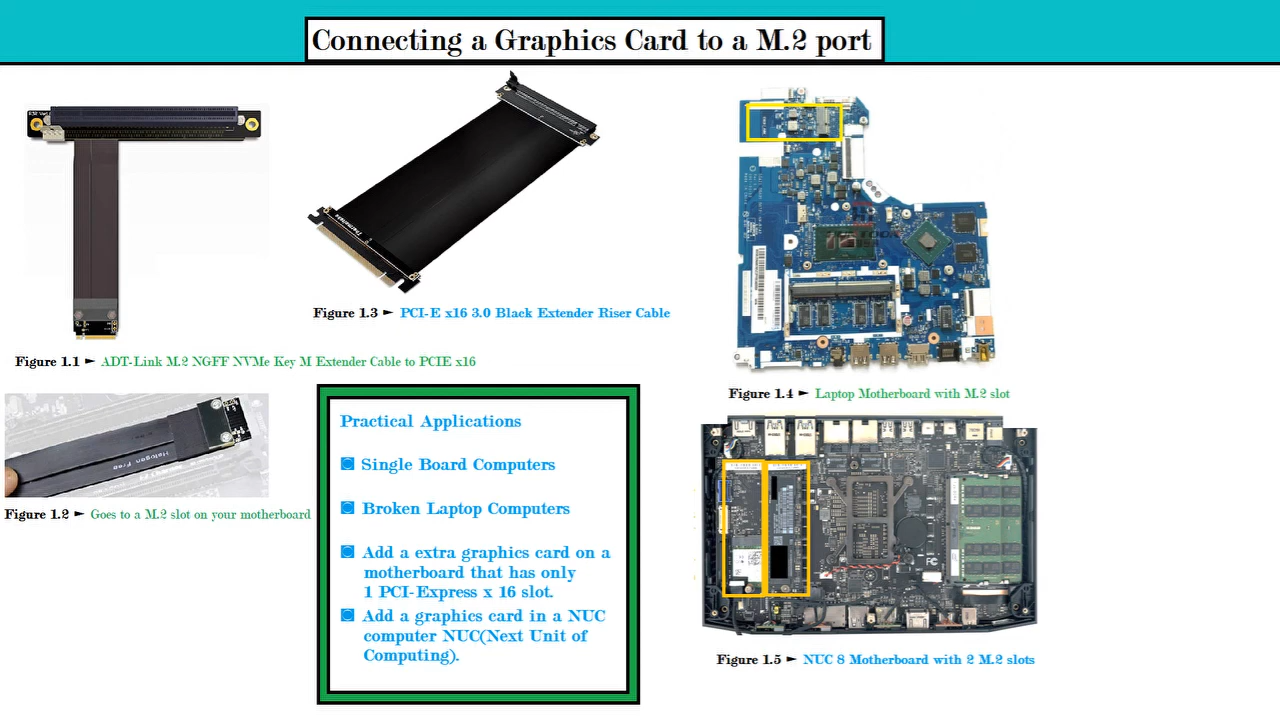 Connecting a Graphics Card to a M.2 port
Figure 1.1 ► ADT-Link M.2 NGFF NVMe Key M Extender Cable to PCIE x16
Halogen Free
Figure 1.2 ► Goes to a M.2 slot on your motherboard
Thermaltake
Figure 1.3 ► PCI-E x16 3.0 Black Extender Riser Cable
Practical Applications
◙ Single Board Computers
◙ Broken Laptop Computers
◙ Add a extra graphics card on a
motherboard that has only
1 PCI-Express x 16 slot.
◙ Add a graphics card in a NUC
computer NUC(Next Unit of
Computing).
Figure 1.4 ► Laptop Motherboard with M.2 slot
FC
Figure 1.5 ► NUC 8 Motherboard with 2 M.2 slots